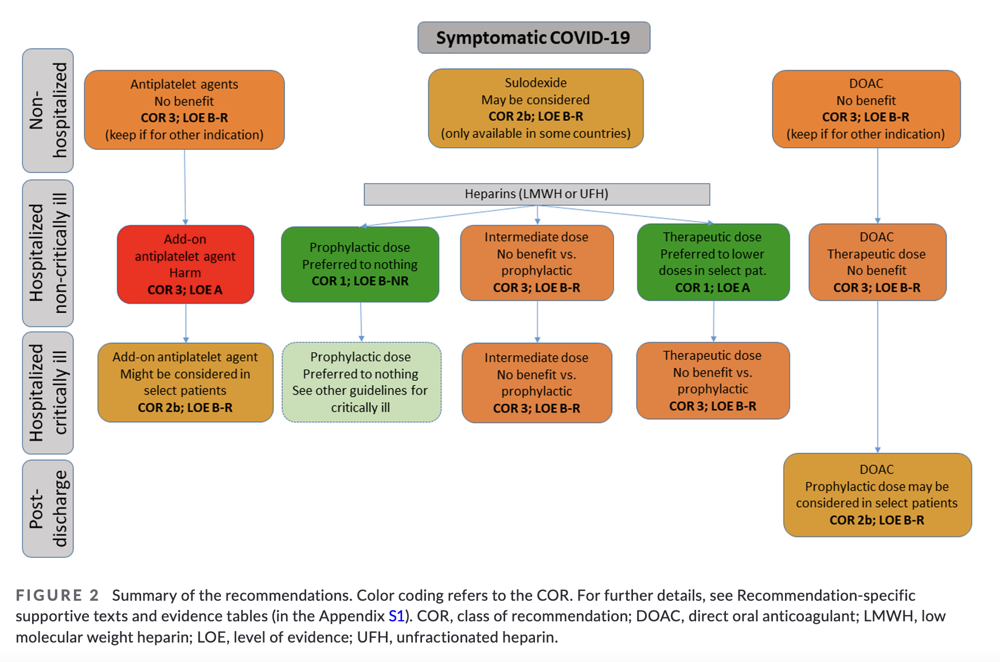 Symptomatic COVID-19
Non-
hospitalized
Antiplatelet agents
No benefit
COR 3; LOE B-R
(keep if for other indication)
Sulodexide
May be considered
COR 2b; LOE B-R
(only available in some countries)
DOAC
No benefit
COR 3; LOE B-R
(keep if for other indication)
Hospitalized
non-critically ill
Heparins (LMWH or UFH)
Add-on
antiplatelet agent
Harm
COR 3; LOE A
Prophylactic dose
Preferred to nothing
COR 1; LOE B-NR
Intermediate dose
No benefit vs.
prophylactic
COR 3; LOE B-R
Therapeutic dose
Preferred to lower
doses in select pat.
COR 1; LOE A
DOAC
Therapeutic dose
No benefit
COR 3; LOE B-R
Hospitalized
critically ill
Add-on antiplatelet agent
Might be considered in
select patients
COR 2b; LOE B-R
Prophylactic dose
Preferred to nothing
See other guidelines for
critically ill
Intermediate dose
No benefit vs.
prophylactic
COR 3; LOE B-R
Therapeutic dose
No benefit vs.
prophylactic
COR 3; LOE B-R
Post-
discharge
DOAC
Prophylactic dose may be
considered in select patients
COR 2b; LOE B-R
FIGURE 2 Summary of the recommendations. Color coding refers to the COR. For further details, see Recommendation-specific
supportive texts and evidence tables (in the Appendix S1). COR, class of recommendation; DOAC, direct oral anticoagulant; LMWH, low
molecular weight heparin; LOE, level of evidence; UFH, unfractionated heparin.